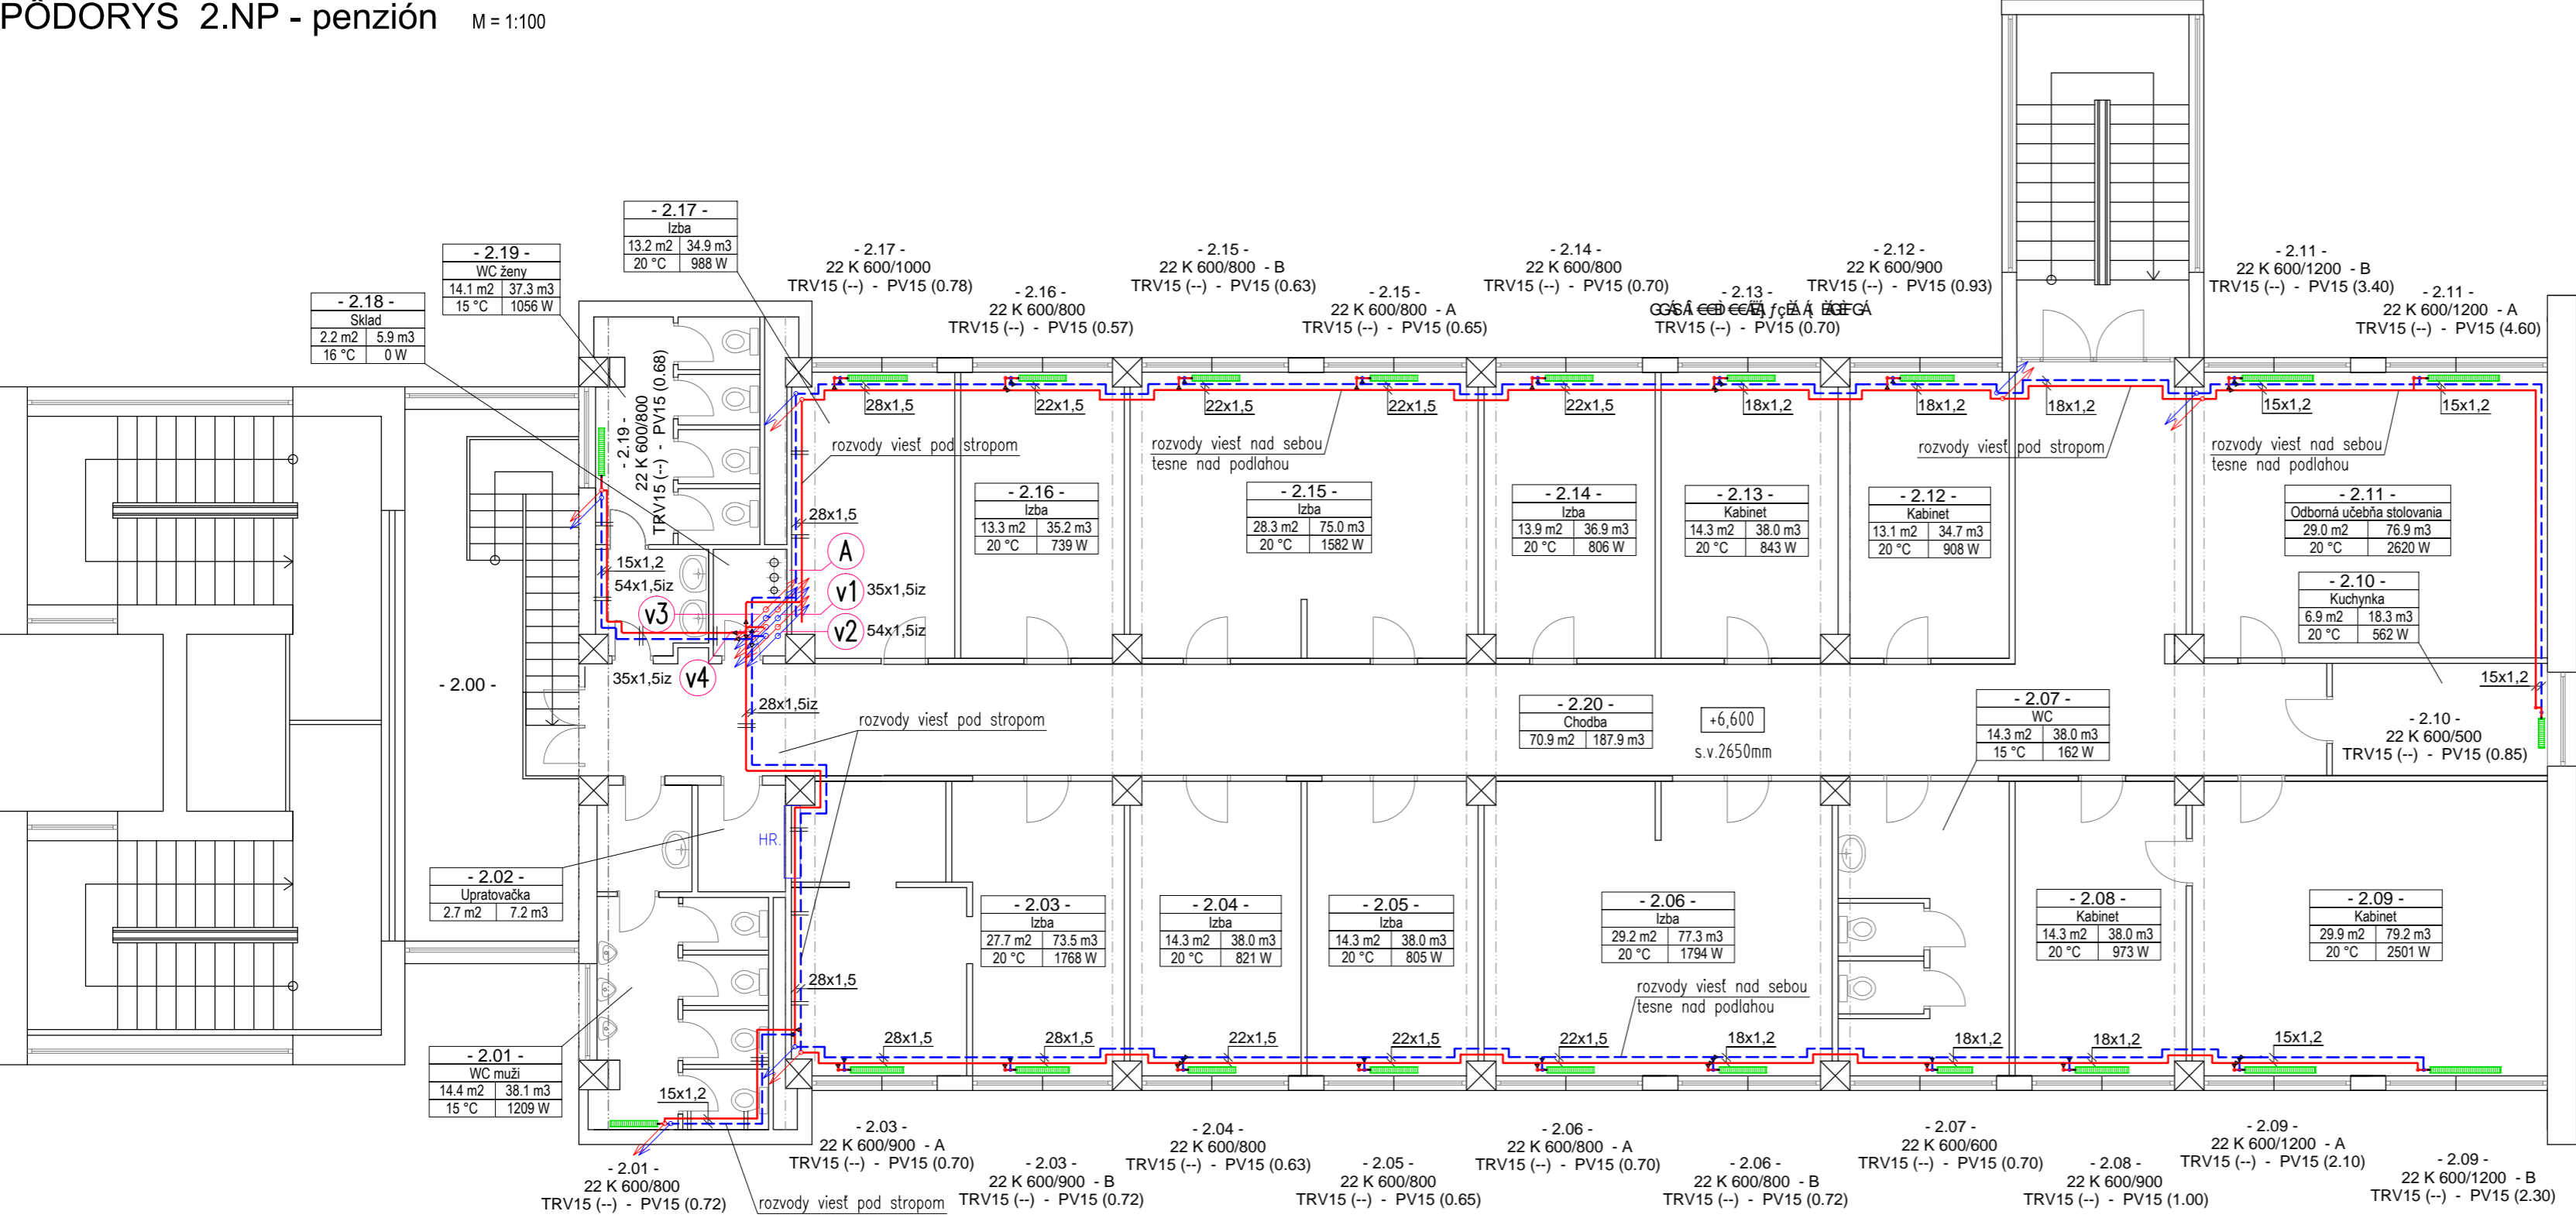 PÔDORYS 2.NP - penzión M = 1:100
- 2.17 -
Izba
13.2 m2 34.9 m3
20 °C 988 W
- 2.19 -
WC ženy
14.1 m2 37.3 m3
15 °C 1056 W
- 2.18 -
Sklad
2.2 m2 5.9 m3
16 °C 0 W
- 2.17 -
22 K 600/1000
TRV15 (--) - PV15 (0.78)
- 2.16 -
22 K 600/800
TRV15 (--) - PV15 (0.57)
- 2.15 -
22 K 600/800 - B
TRV15 (--) - PV15 (0.63)
- 2.15 -
22 K 600/800 - A
TRV15 (--) - PV15 (0.65)
- 2.14 -
22 K 600/800
TRV15 (--) - PV15 (0.70)
- 2.13 -
TRV15 (--) - PV15 (0.70)
- 2.12 -
22 K 600/900
TRV15 (--) - PV15 (0.93)
- 2.11 -
22 K 600/1200 - B
TRV15 (--) - PV15 (3.40)
- 2.11 -
22 K 600/1200 - A
TRV15 (--) - PV15 (4.60)
- 2.19 -
22 K 600/800
TRV15 (--) - PV15 (0.68)
28x1,5
22x1,5
22x1,5
22x1,5
22x1,5
18x1,2
18x1,2
18x1,2
15x1,2
15x1,2
rozvody viesť pod stropom
rozvody viesť nad sebou
tesne nad podlahou
rozvody viesť pod stropom
rozvody viesť nad sebou
tesne nad podlahou
- 2.16 -
Izba
13.3 m2 35.2 m3
20 °C 739 W
- 2.15 -
Izba
28.3 m2 75.0 m3
20 °C 1582 W
- 2.14 -
Izba
13.9 m2 36.9 m3
20 °C 806 W
- 2.13 -
Kabinet
14.3 m2 38.0 m3
20 °C 843 W
- 2.12 -
Kabinet
13.1 m2 34.7 m3
20 °C 908 W
- 2.11 -
Odborná učebňa stolovania
29.0 m2 76.9 m3
20 °C 2620 W
- 2.10 -
Kuchynka
6.9 m2 18.3 m3
20 °C 562 W
28x1,5
A
15x1,2
54x1,5iz
v3
v1 35x1,5iz
v2 54x1,5iz
35x1,5iz v4
- 2.00 -
28x1,5iz
rozvody viesť pod stropom
- 2.20 -
Chodba
70.9 m2 187.9 m3
+6,600
s.v.2650mm
- 2.07 -
WC
14.3 m2 38.0 m3
15 °C 162 W
15x1,2
- 2.10 -
22 K 600/500
TRV15 (--) - PV15 (0.85)
HR.
- 2.02 -
Upratovačka
2.7 m2 7.2 m3
- 2.03 -
Izba
27.7 m2 73.5 m3
20 °C 1768 W
- 2.04 -
Izba
14.3 m2 38.0 m3
20 °C 821 W
- 2.05 -
Izba
14.3 m2 38.0 m3
20 °C 805 W
- 2.06 -
Izba
29.2 m2 77.3 m3
20 °C 1794 W
- 2.08 -
Kabinet
14.3 m2 38.0 m3
20 °C 973 W
- 2.09 -
Kabinet
29.9 m2 79.2 m3
20 °C 2501 W
28x1,5
rozvody viesť nad sebou
tesne nad podlahou
28x1,5
28x1,5
22x1,5
22x1,5
22x1,5
18x1,2
18x1,2
18x1,2
15x1,2
- 2.01 -
WC muži
14.4 m2 38.1 m3
15 °C 1209 W
15x1,2
- 2.01 -
22 K 600/800
TRV15 (--) - PV15 (0.72)
rozvody viesť pod stropom
- 2.03 -
22 K 600/900 - A
TRV15 (--) - PV15 (0.70)
- 2.03 -
22 K 600/900 - B
TRV15 (--) - PV15 (0.72)
- 2.04 -
22 K 600/800
TRV15 (--) - PV15 (0.63)
- 2.05 -
22 K 600/800
TRV15 (--) - PV15 (0.65)
- 2.06 -
22 K 600/800 - A
TRV15 (--) - PV15 (0.70)
- 2.06 -
22 K 600/800 - B
TRV15 (--) - PV15 (0.72)
- 2.07 -
22 K 600/600
TRV15 (--) - PV15 (0.70)
- 2.08 -
22 K 600/900
TRV15 (--) - PV15 (1.00)
- 2.09 -
22 K 600/1200 - A
TRV15 (--) - PV15 (2.10)
- 2.09 -
22 K 600/1200 - B
TRV15 (--) - PV15 (2.30)